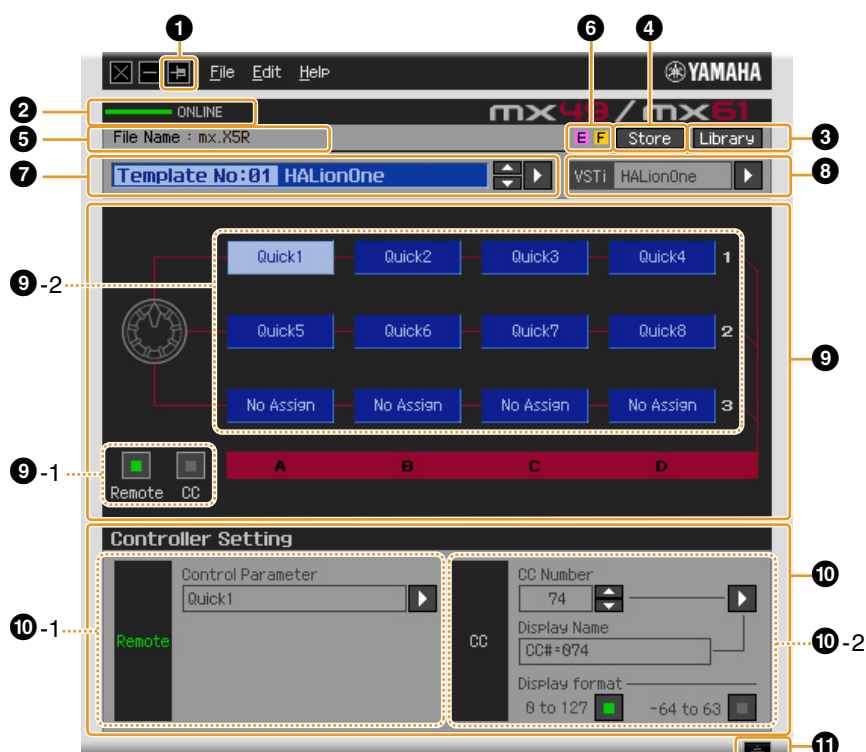 1 6 4
File Edit Help YAMAHA
2 ONLINE mx49/mx61
5 File Name : mx.X5R E F Store Library 3
7 Template No:01 HALionOne VSTi HALionOne 8
9-2 Quick1 Quick2 Quick3 Quick4 1
Quick5 Quick6 Quick7 Quick8 2 9
No Assign No Assign No Assign No Assign 3
9-1 A B C D
Remote CC
Controller Setting
Control Parameter CC Number 10
Quick1 74
10-1 Remote CC Display Name 10-2
CC#=074
Display format
0 to 127 -64 to 63
11